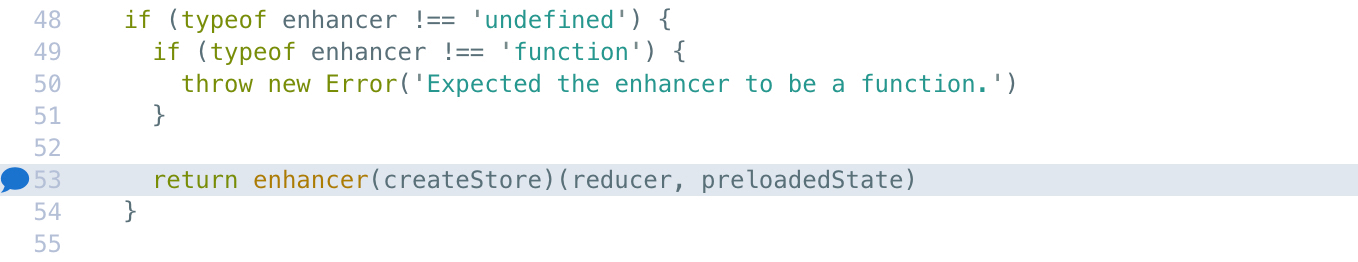 48 if (typeof enhancer !== 'undefined') {
49 if (typeof enhancer !== 'function') {
50 throw new Error('Expected the enhancer to be a function.')
51 }
52
53 return enhancer(createStore)(reducer, preloadedState)
54 }
55